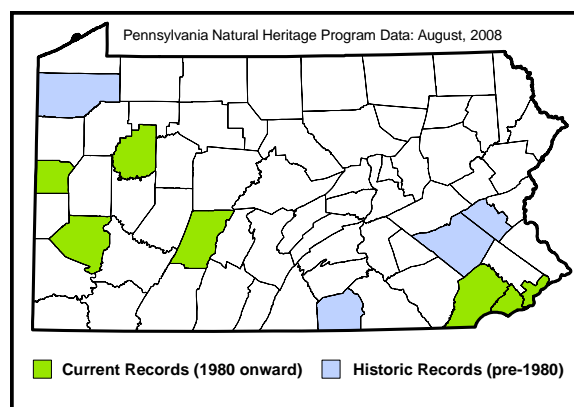 Pennsylvania Natural Heritage Program Data: August, 2008
Current Records (1980 onward) Historic Records (pre-1980)